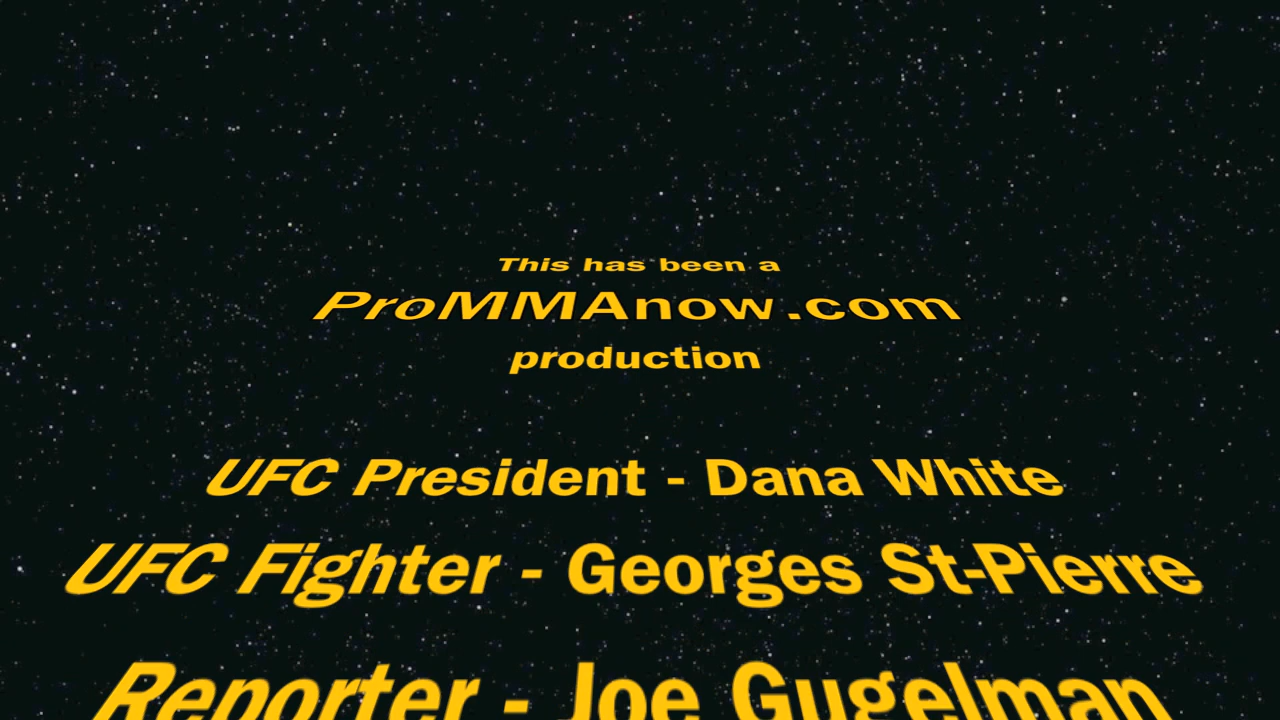 This has been a
ProMMAnow.com
production
UFC President - Dana White
UFC Fighter - Georges St-Pierre
Reporter - Joe Gugelman